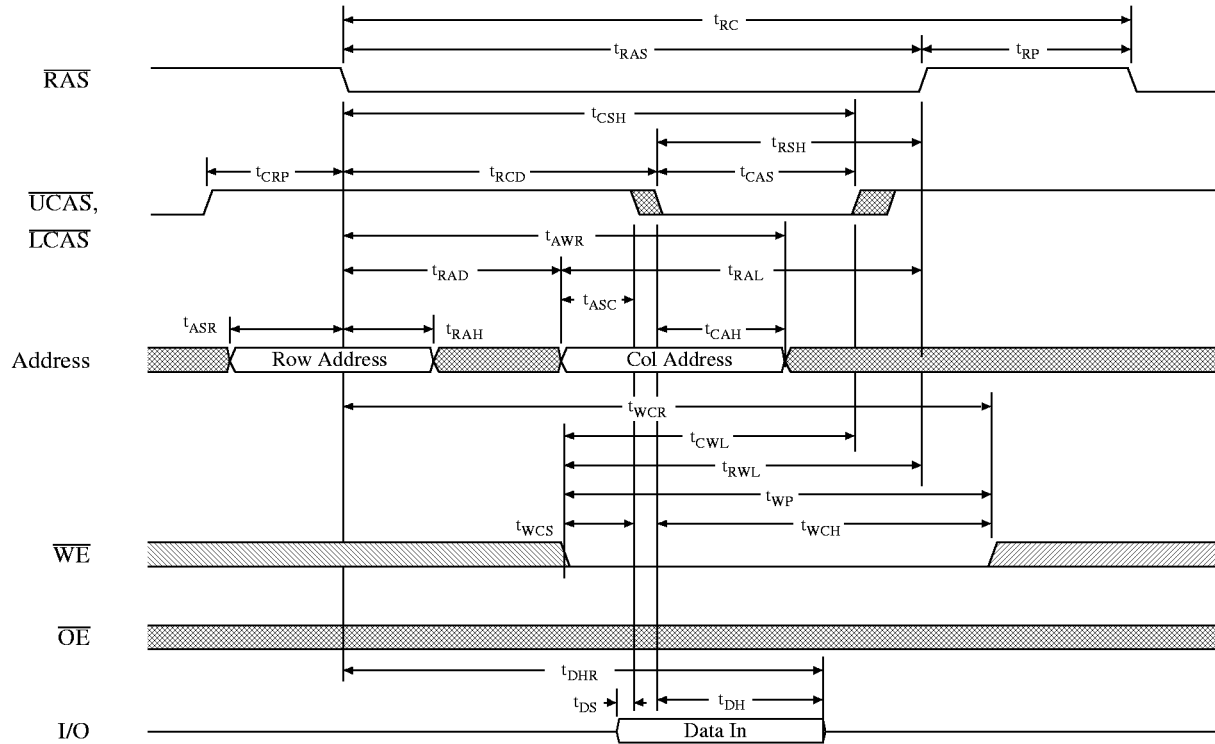 tRC
tRAS
tRP
RAS
tCSH
tRSH
tCRP
tRCD
tCAS
UCAS,
LCAS
tAWR
tRAD
tRAL
tASC
tASR
tRAH
tCAH
Address
Row Address
Col Address
tWCR
tCWL
tRWL
tWP
tWCS
tWCH
WE
OE
tDHR
tDS
tDH
I/O
Data In